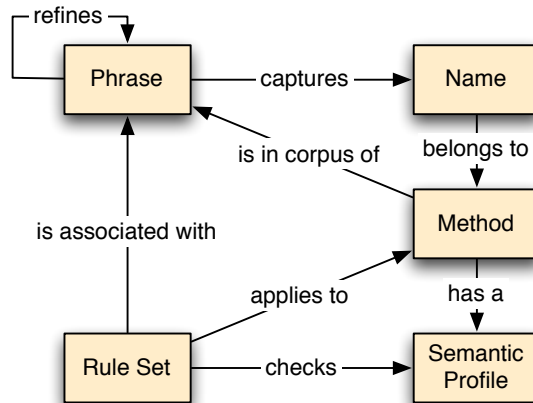 refines
Phrase
captures
Name
is in corpus of
belongs to
Method
is associated with
applies to
has a
Rule Set
checks
Semantic
Profile